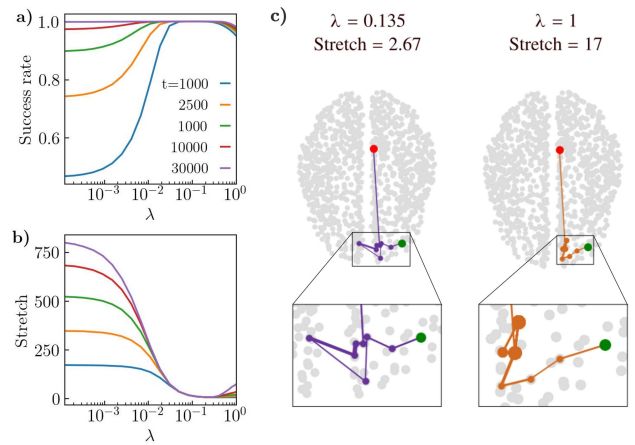 a)
Success rate
1.0
0.8
0.6
t=1000
2500
1000
10000
30000
10⁻³ 10⁻² 10⁻¹ 10⁰
λ
b)
Stretch
750
500
250
0
10⁻³ 10⁻² 10⁻¹ 10⁰
λ
c)
λ = 0.135
Stretch = 2.67
λ = 1
Stretch = 17